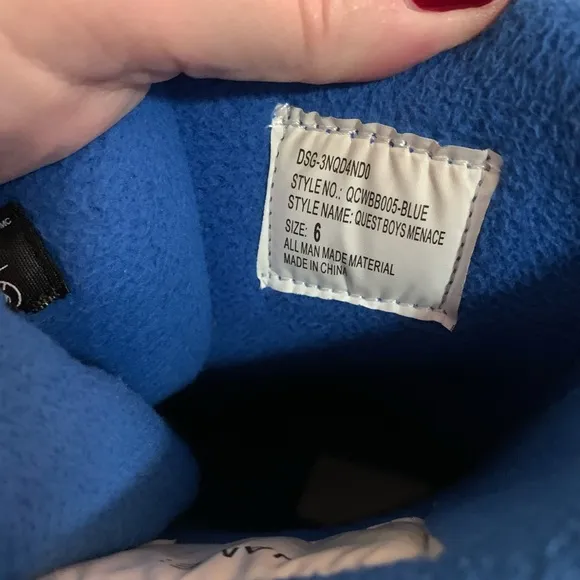 DSG-3NQD4ND0
STYLE NO.: QCWBB005-BLUE
STYLE NAME: QUEST BOYS MENACE
SIZE: 6
ALL MAN MADE MATERIAL
MADE IN CHINA
MC